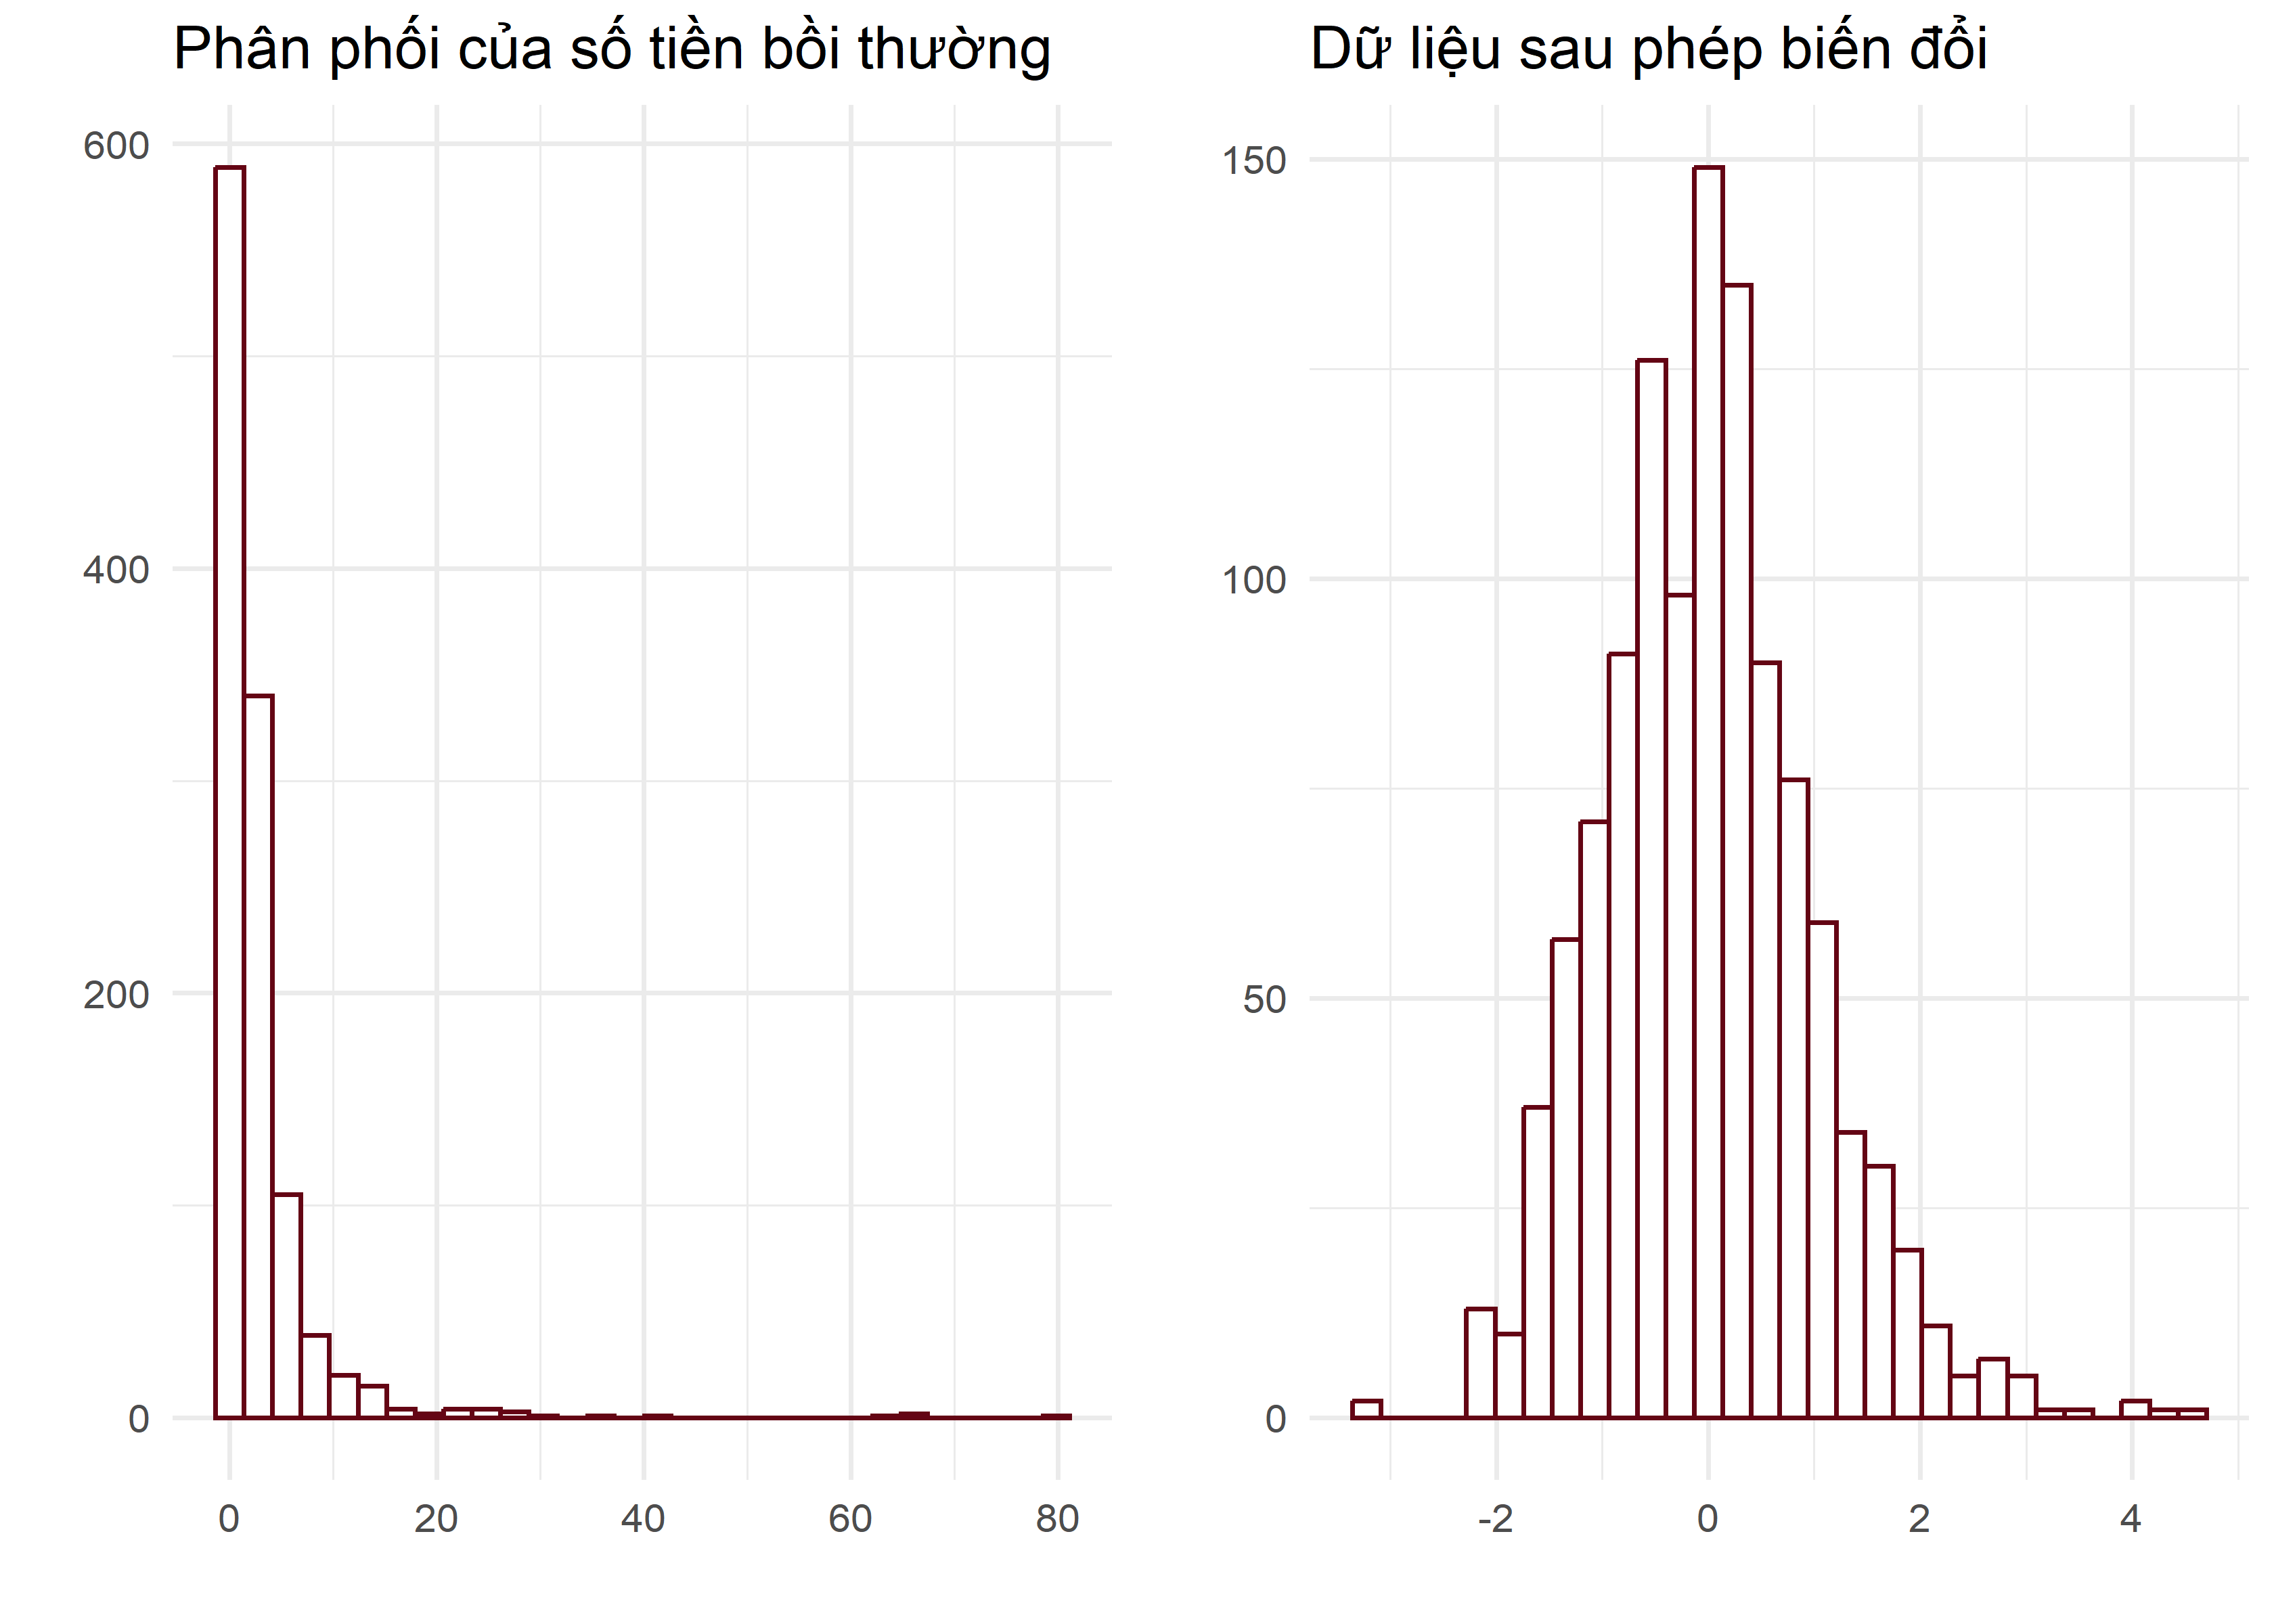 Phân phối của số tiền bồi thường
600
400
200
0
0 20 40 60 80
Dữ liệu sau phép biến đổi
150
100
50
0
-2 0 2 4